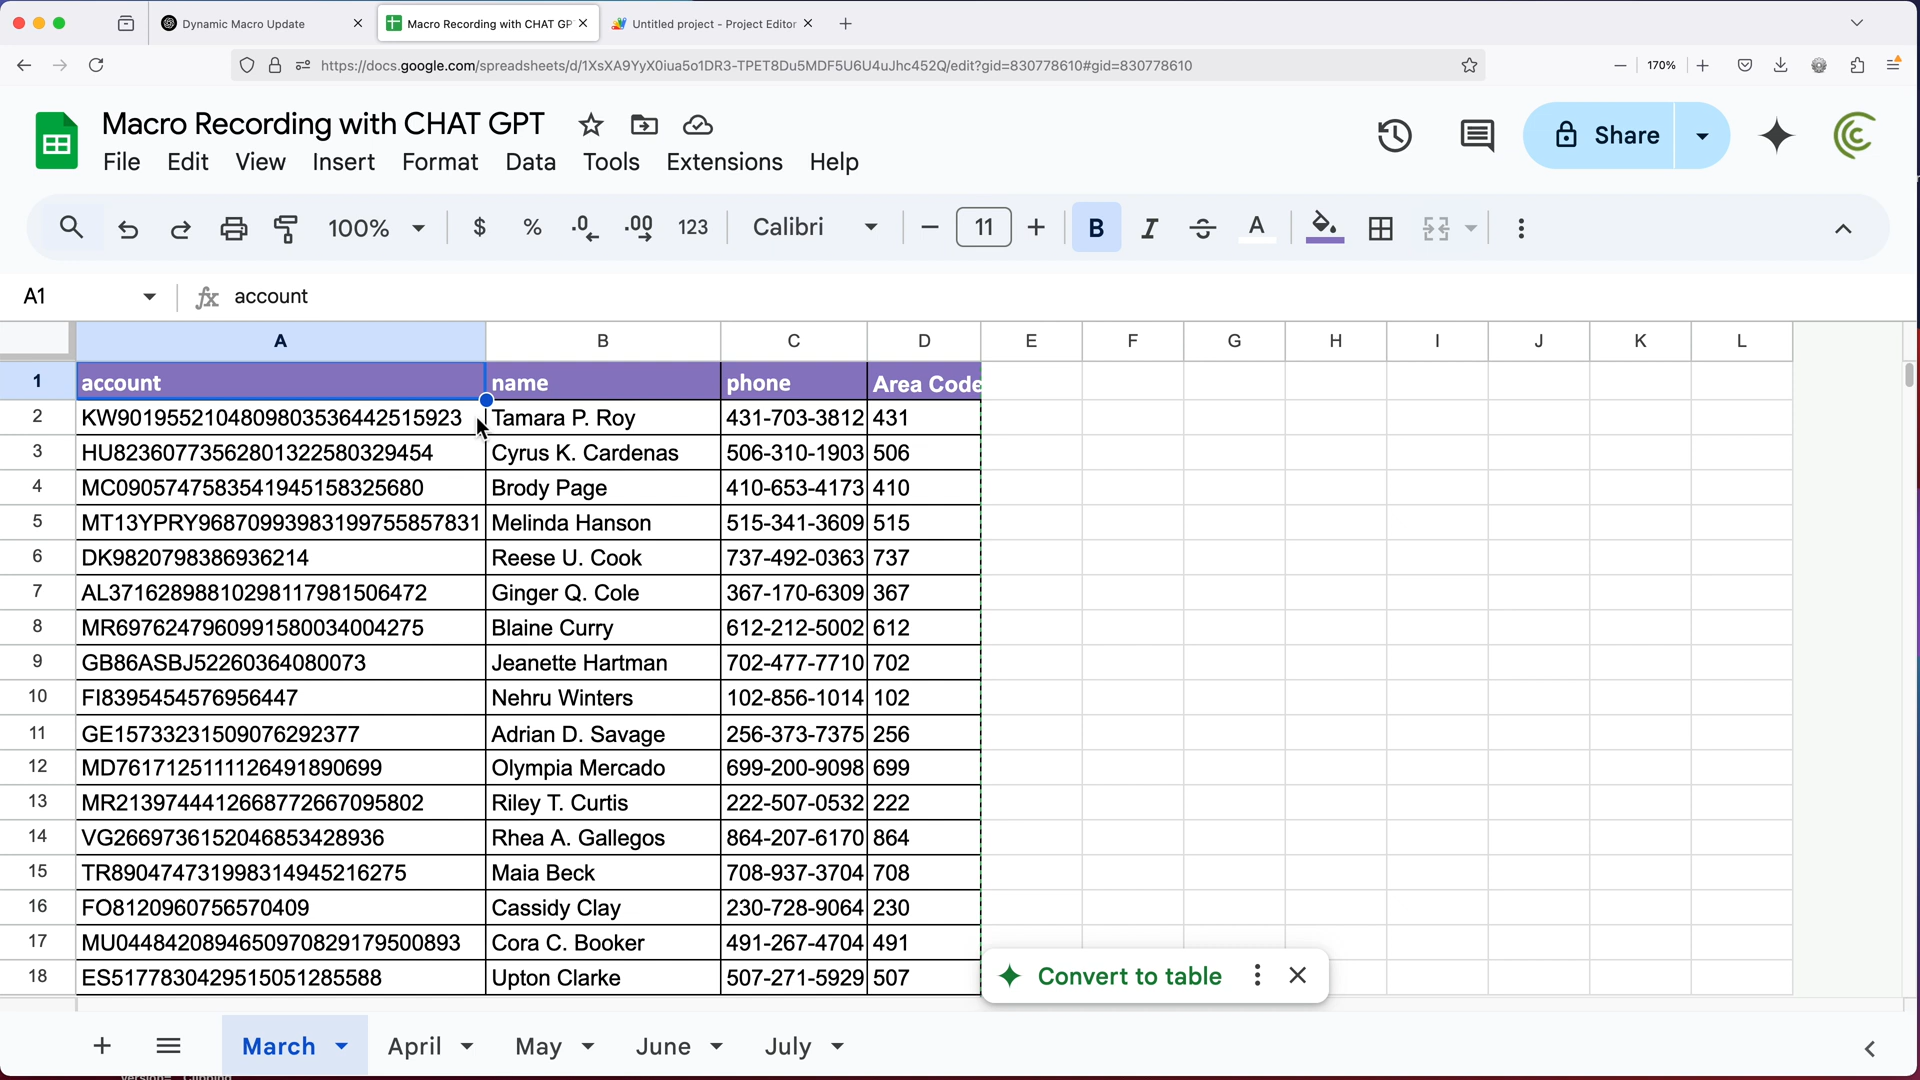 Dynamic Macro Update
Macro Recording with CHAT GP
Untitled project - Project Editor
https://docs.google.com/spreadsheets/d/1XsXA9YyX0iua5o1DR3-TPET8Du5MDF5U6U4uJhc452Q/edit?gid=830778610#gid=830778610
170%
Macro Recording with CHAT GPT
File Edit View Insert Format Data Tools Extensions Help
Share
100% $ % .0 .00 123 Calibri 11 B I S A
A1 fx account
A B C D E F G H I J K L
1 account name phone Area Code
2 KW9019552104809803536442515923 Tamara P. Roy 431-703-3812 431
3 HU82360773562801322580329454 Cyrus K. Cardenas 506-310-1903 506
4 MC0905747583541945158325680 Brody Page 410-653-4173 410
5 MT13YPRY96870993983199755857831 Melinda Hanson 515-341-3609 515
6 DK9820798386936214 Reese U. Cook 737-492-0363 737
7 AL37162898810298117981506472 Ginger Q. Cole 367-170-6309 367
8 MR6976247960991580034004275 Blaine Curry 612-212-5002 612
9 GB86ASBJ52260364080073 Jeanette Hartman 702-477-7710 702
10 FI8395454576956447 Nehru Winters 102-856-1014 102
11 GE15733231509076292377 Adrian D. Savage 256-373-7375 256
12 MD7617125111126491890699 Olympia Mercado 699-200-9098 699
13 MR2139744412668772667095802 Riley T. Curtis 222-507-0532 222
14 VG2669736152046853428936 Rhea A. Gallegos 864-207-6170 864
15 TR890474731998314945216275 Maia Beck 708-937-3704 708
16 FO8120960756570409 Cassidy Clay 230-728-9064 230
17 MU0448420894650970829179500893 Cora C. Booker 491-267-4704 491
18 ES5177830429515051285588 Upton Clarke 507-271-5929 507
Convert to table
March April May June July